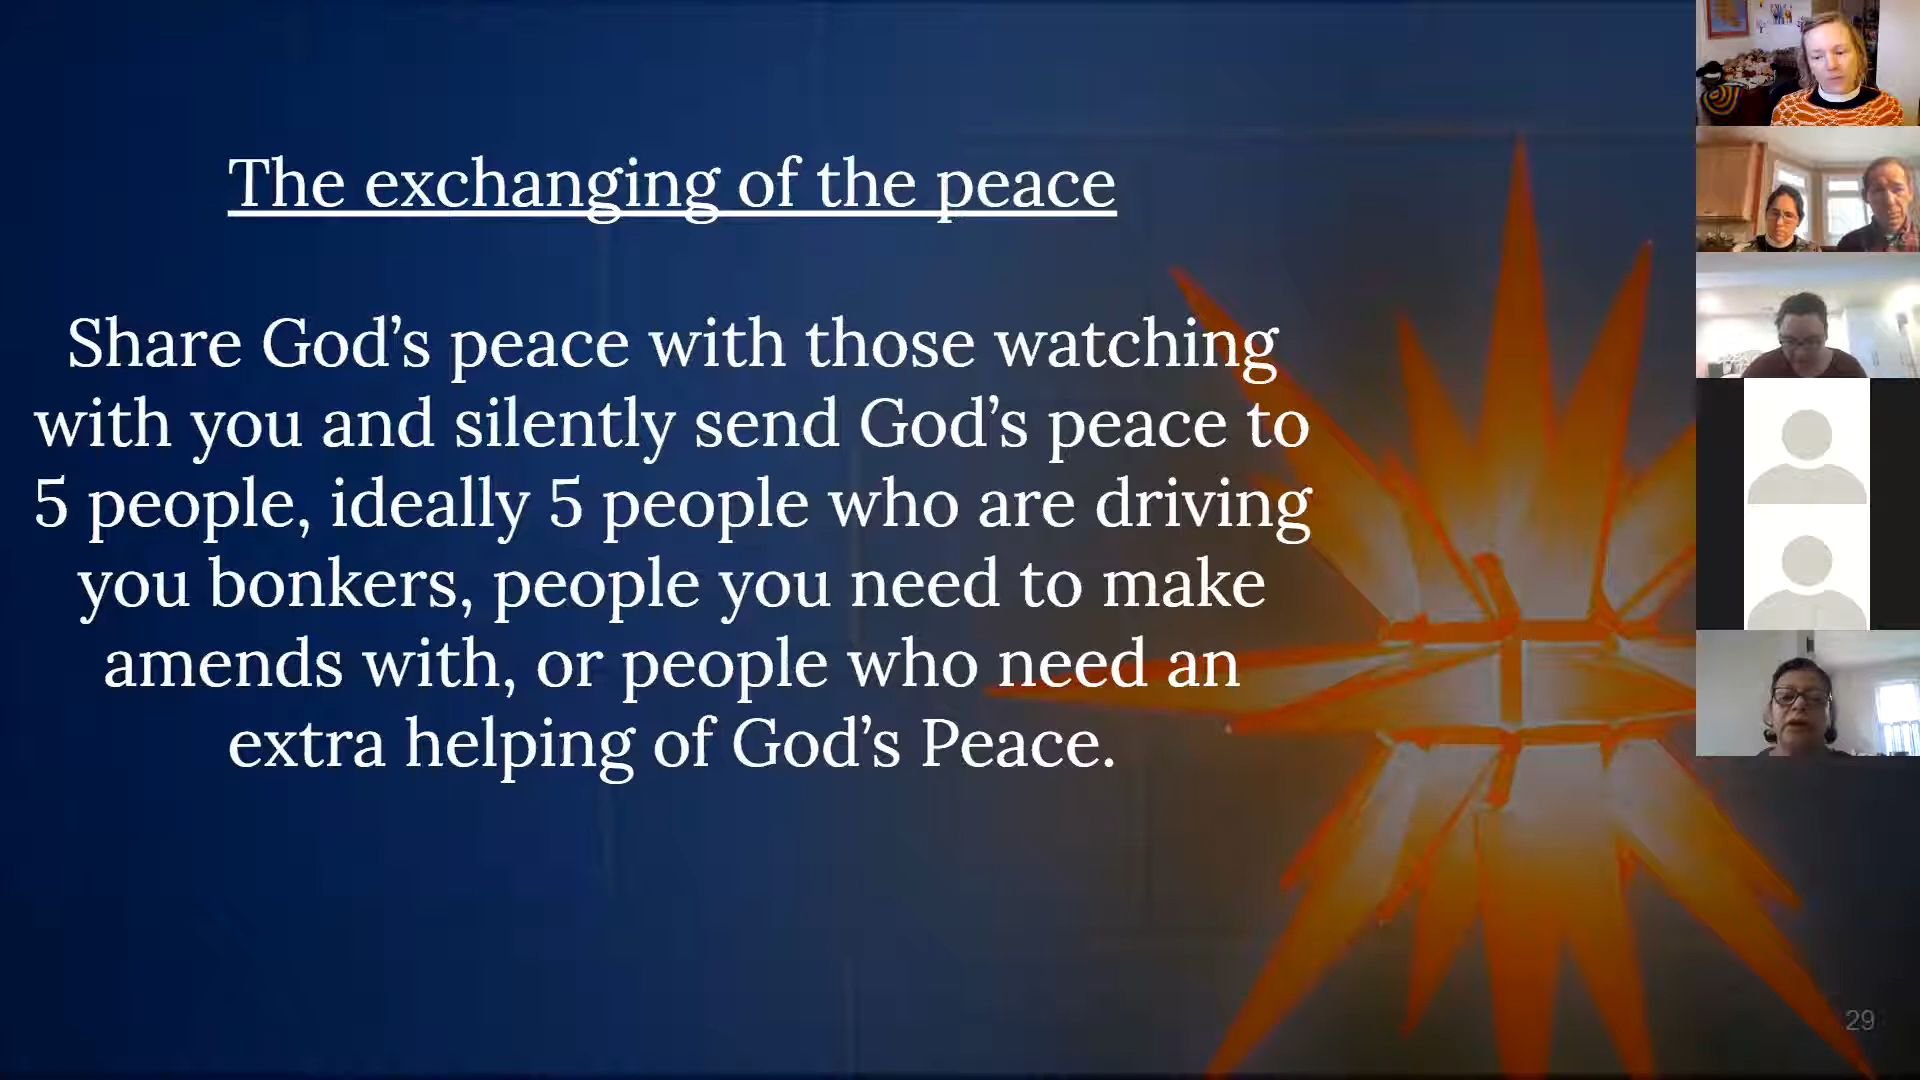 The exchanging of the peace
Share God’s peace with those watching
with you and silently send God’s peace to
5 people, ideally 5 people who are driving
you bonkers, people you need to make
amends with, or people who need an
extra helping of God’s Peace.
29